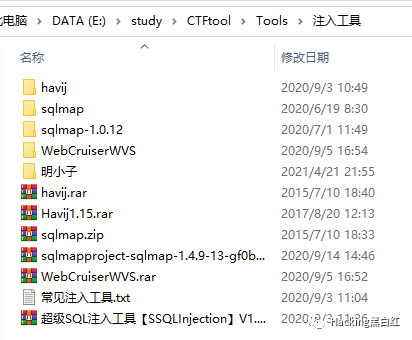 电脑 > DATA (E:) > study > CTFtool > Tools > 注入工具
名称 修改日期
havij 2020/9/3 10:49
sqlmap 2020/6/19 8:30
sqlmap-1.0.12 2020/7/1 11:49
WebCruiserWVS 2020/9/5 16:54
明小子 2021/4/21 21:55
havij.rar 2015/7/10 18:40
Havij1.15.rar 2017/8/20 12:13
sqlmap.zip 2015/7/10 18:33
sqlmapproject-sqlmap-1.4.9-13-gf0b... 2020/9/14 14:46
WebCruiserWVS.rar 2020/9/5 16:52
常见注入工具.txt 2020/9/3 11:04
超级SQL注入工具【SSQLInjection】V1.... 2020/9/3 11:36
Hacking黑白红